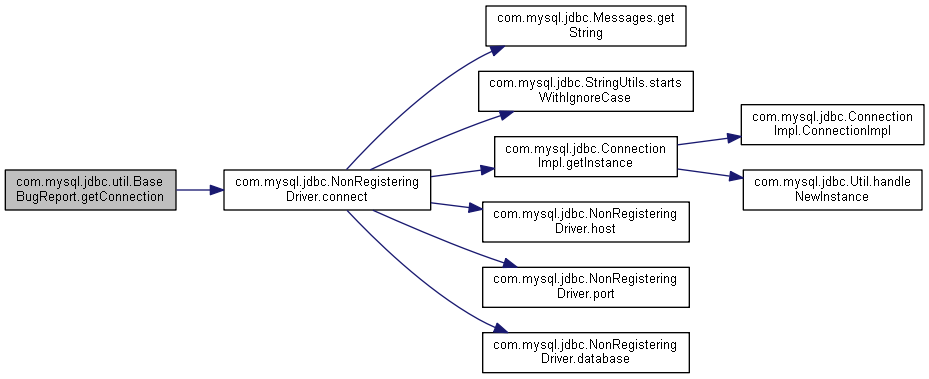 com.mysql.jdbc.util.Base
BugReport.getConnection
com.mysql.jdbc.NonRegistering
Driver.connect
com.mysql.jdbc.Messages.get
String
com.mysql.jdbc.StringUtils.starts
WithIgnoreCase
com.mysql.jdbc.Connection
Impl.getInstance
com.mysql.jdbc.Connection
Impl.ConnectionImpl
com.mysql.jdbc.Util.handle
NewInstance
com.mysql.jdbc.NonRegistering
Driver.host
com.mysql.jdbc.NonRegistering
Driver.port
com.mysql.jdbc.NonRegistering
Driver.database